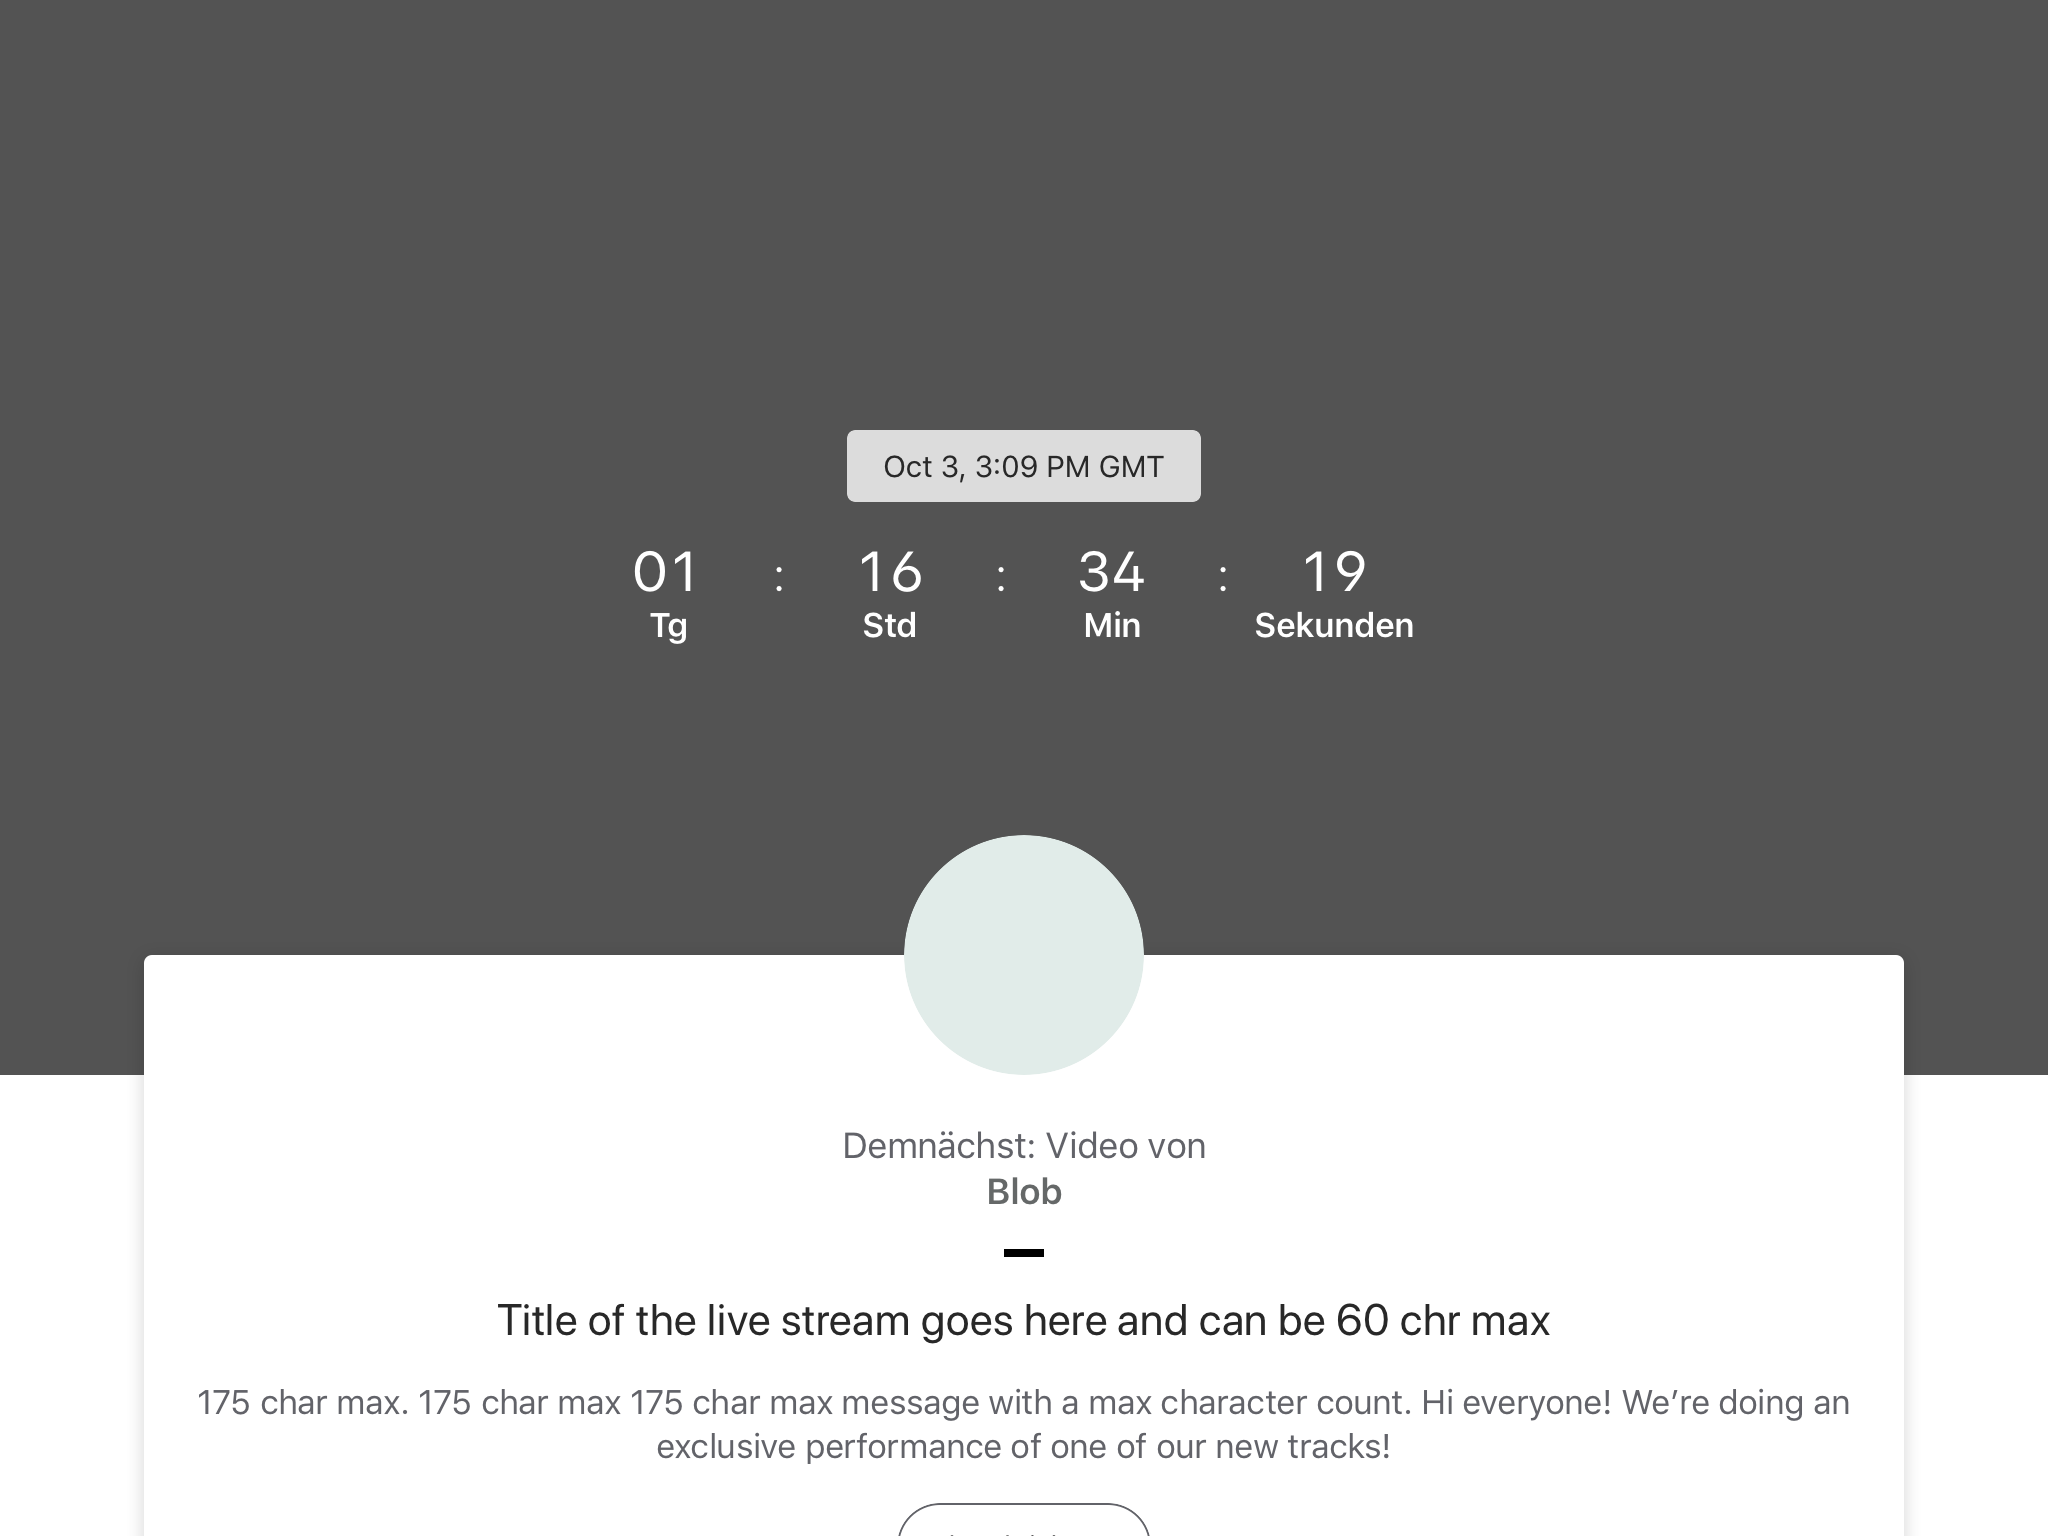 Oct 3, 3:09 PM GMT
01 : 16 : 34 : 19
Tg Std Min Sekunden
Demnächst: Video von
Blob
Title of the live stream goes here and can be 60 chr max
175 char max. 175 char max 175 char max message with a max character count. Hi everyone! We’re doing an
exclusive performance of one of our new tracks!